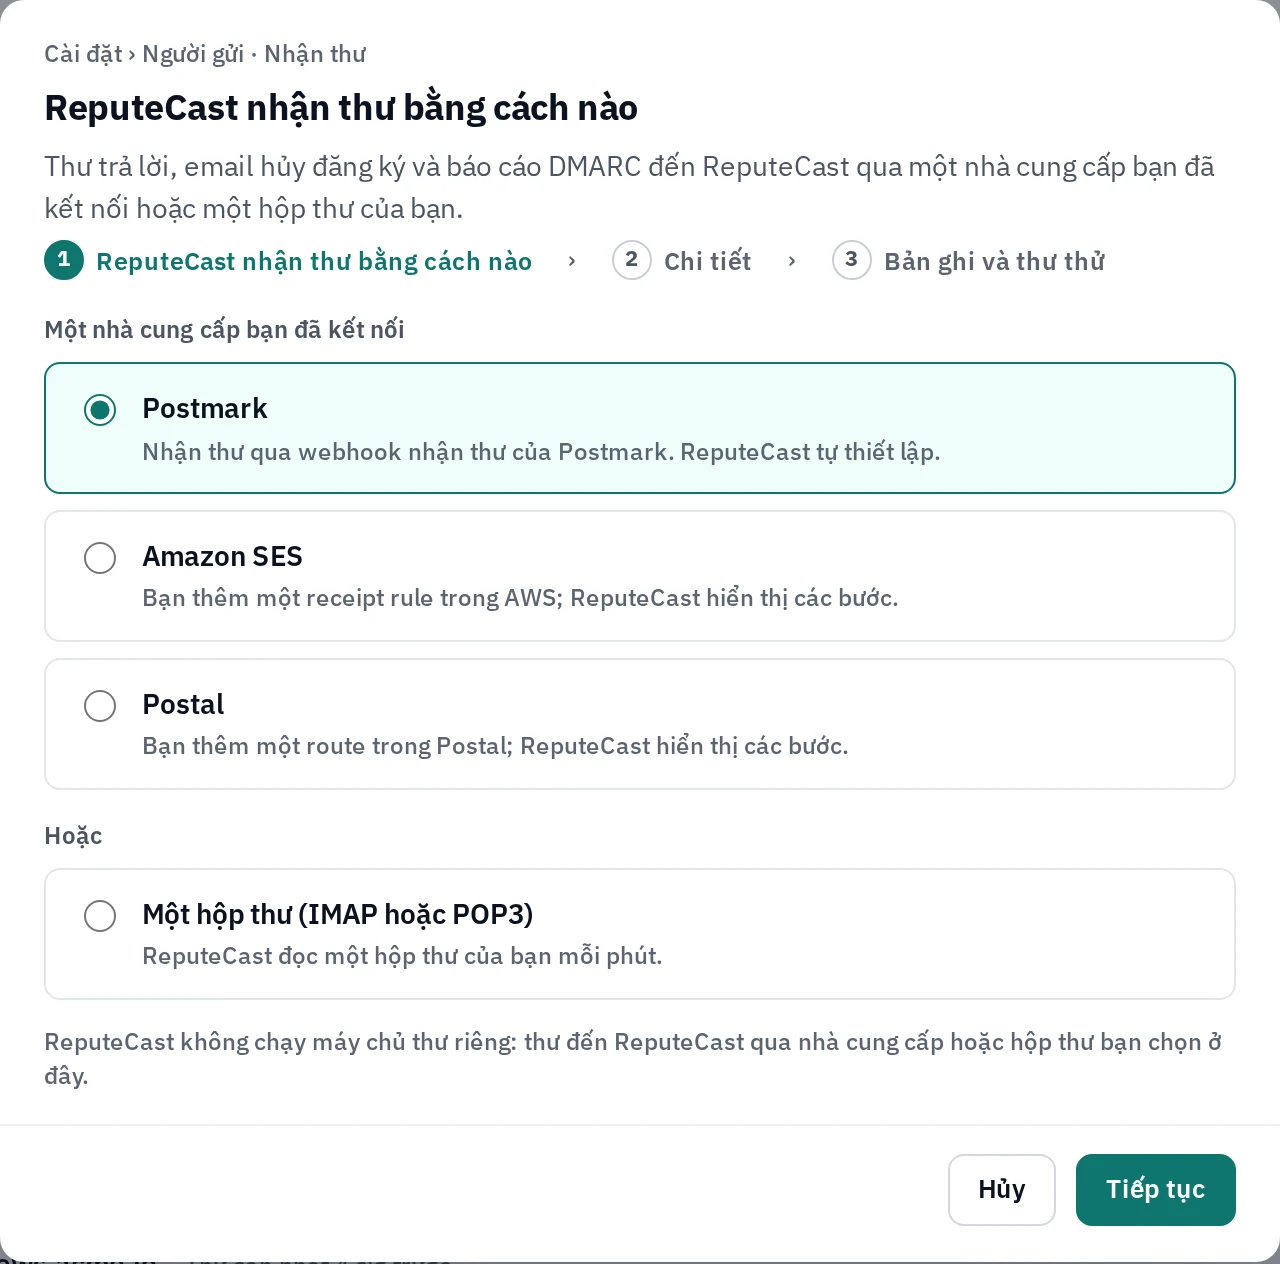 Cài đặt › Người gửi · Nhận thư
ReputeCast nhận thư bằng cách nào
Thư trả lời, email hủy đăng ký và báo cáo DMARC đến ReputeCast qua một nhà cung cấp bạn đã
kết nối hoặc một hộp thư của bạn.
1 ReputeCast nhận thư bằng cách nào › 2 Chi tiết › 3 Bản ghi và thư thử
Một nhà cung cấp bạn đã kết nối
Postmark
Nhận thư qua webhook nhận thư của Postmark. ReputeCast tự thiết lập.
Amazon SES
Bạn thêm một receipt rule trong AWS; ReputeCast hiển thị các bước.
Postal
Bạn thêm một route trong Postal; ReputeCast hiển thị các bước.
Hoặc
Một hộp thư (IMAP hoặc POP3)
ReputeCast đọc một hộp thư của bạn mỗi phút.
ReputeCast không chạy máy chủ thư riêng: thư đến ReputeCast qua nhà cung cấp hoặc hộp thư bạn chọn ở
đây.
Hủy
Tiếp tục